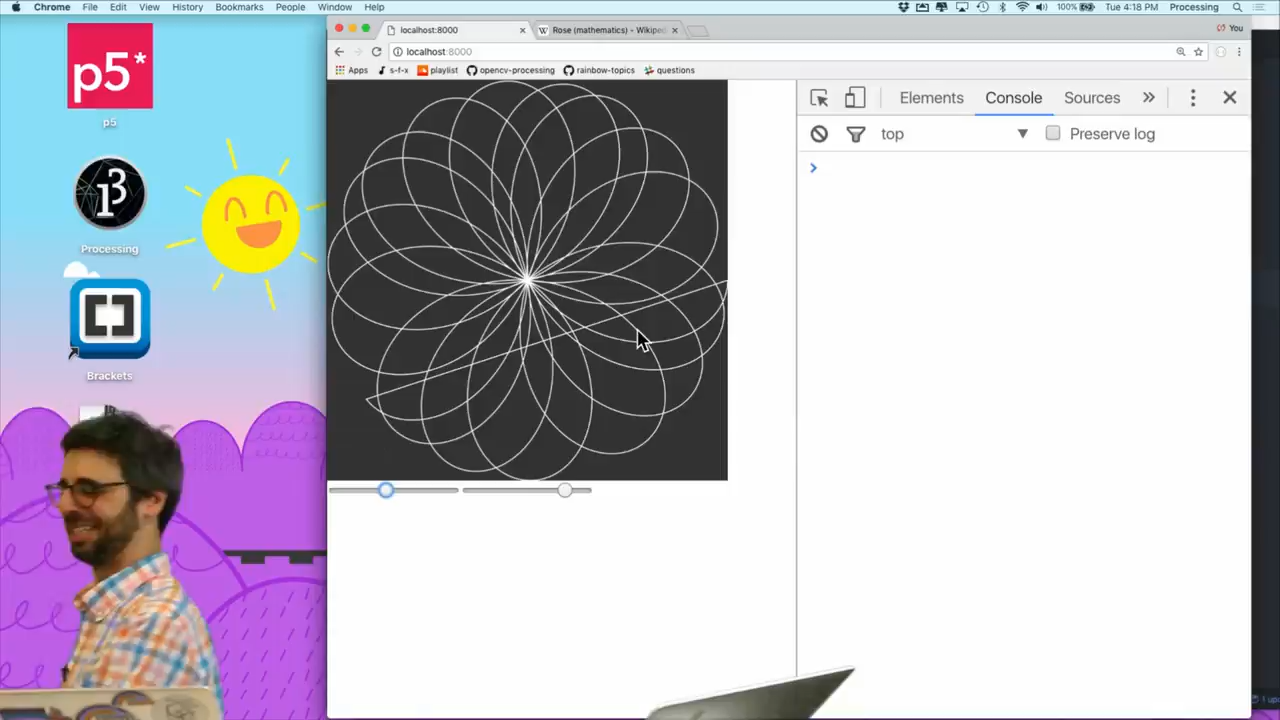 Chrome File Edit View History Bookmarks People Window Help 100% Tue 4:18 PM Processing
localhost:8000 Rose (mathematics) - Wikiped You
localhost:8000
Apps s-f-x playlist opencv-processing rainbow-topics questions
p5*
p5
Processing
Brackets
Elements Console Sources »
top Preserve log